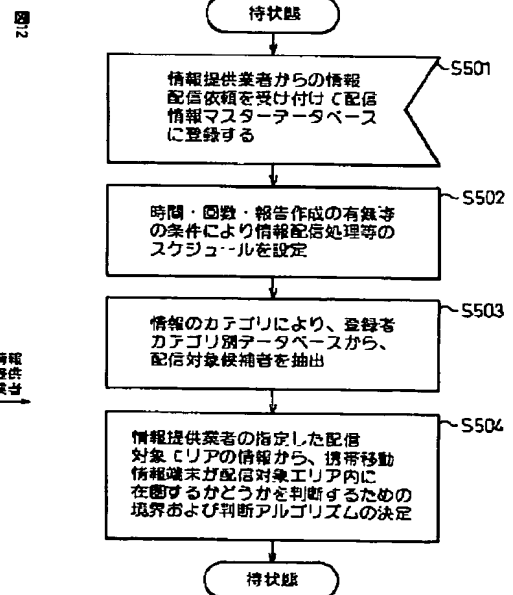 図12
待状態
S501
情報提供業者からの情報
配信依頼を受け付けて配信
情報マスターデータベース
に登録する
S502
時間・回数・報告作成の有無等
の条件により情報配信処理等の
スケジュールを設定
S503
情報のカテゴリにより、登録者
カテゴリ別データベースから、
配信対象候補者を抽出
情報
提供
業者
S504
情報提供業者の指定した配信
対象エリアの情報から、携帯移動
情報端末が配信対象エリア内に
在圏するかどうかを判断するための
境界および判断アルゴリズムの決定
待状態